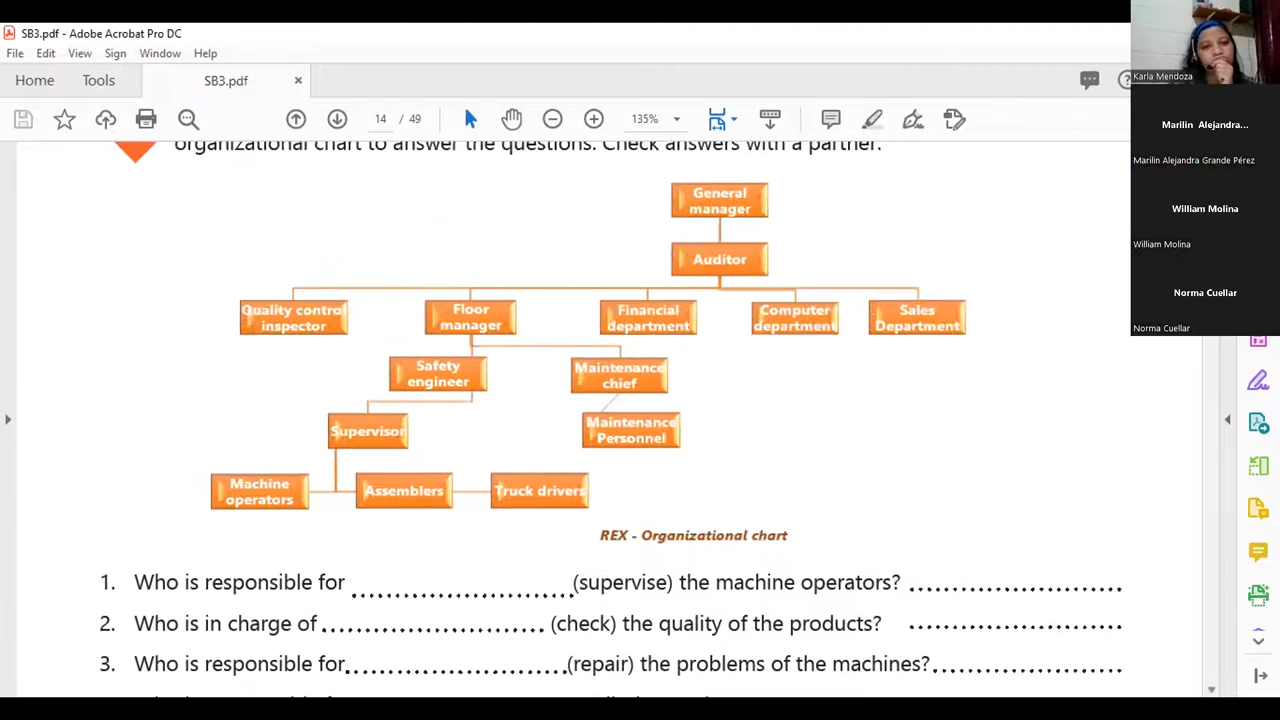 SB3.pdf - Adobe Acrobat Pro DC
File Edit View Sign Window Help
Home Tools SB3.pdf ×
14 / 49 135%
organizational chart to answer the questions. Check answers with a partner.
General
manager
Auditor
Quality control
inspector
Floor
manager
Financial
department
Computer
department
Sales
Department
Safety
engineer
Maintenance
chief
Supervisor
Maintenance
Personnel
Machine
operators
Assemblers
Truck drivers
REX - Organizational chart
1. Who is responsible for ............................ (supervise) the machine operators? ...........................
2. Who is in charge of ............................ (check) the quality of the products? ...........................
3. Who is responsible for............................ (repair) the problems of the machines?........................
Karla Mendoza
Marilin Alejandra...
Marilin Alejandra Grande Pérez
William Molina
William Molina
Norma Cuellar
Norma Cuellar